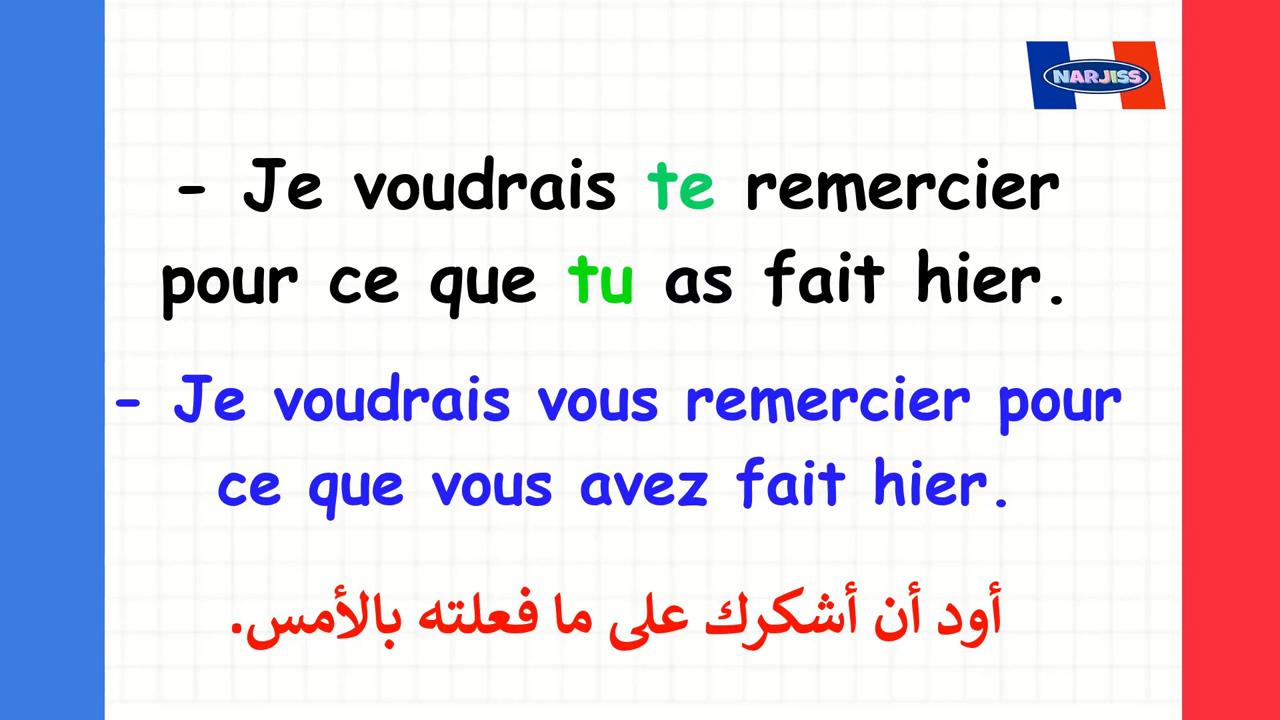 NARJISS
- Je voudrais te remercier
pour ce que tu as fait hier.
- Je voudrais vous remercier pour
ce que vous avez fait hier.
أود أن أشكرك على ما فعلته بالأمس.